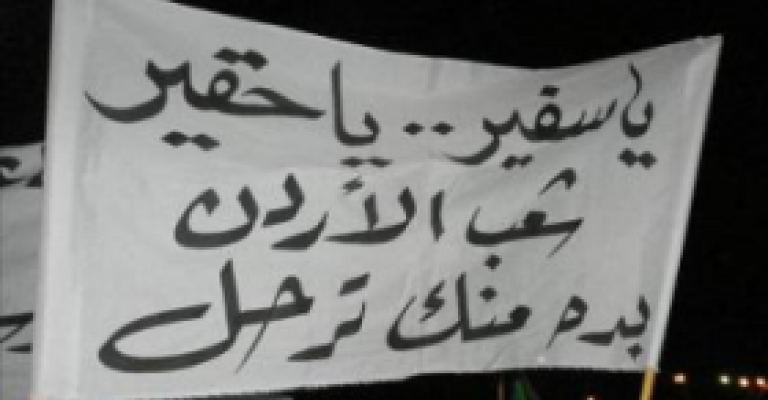 يا سفير .. يا حقير
شعب الأردن
بده منك ترحل